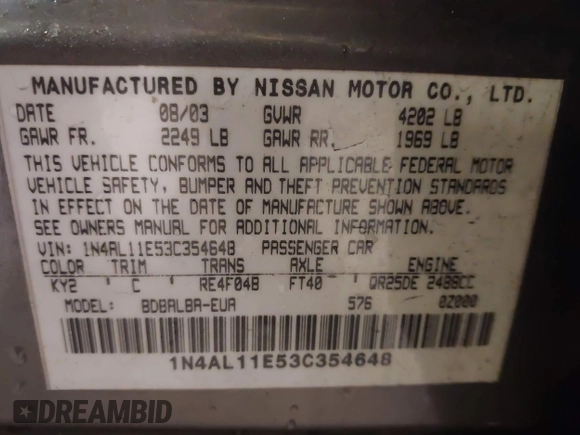 MANUFACTURED BY NISSAN MOTOR CO., LTD.
DATE 08/03 GVWR 4202 LB
GAWR FR. 2249 LB GAWR RR. 1969 LB
THIS VEHICLE CONFORMS TO ALL APPLICABLE FEDERAL MOTOR
VEHICLE SAFETY, BUMPER AND THEFT PREVENTION STANDARDS
IN EFFECT ON THE DATE OF MANUFACTURE SHOWN ABOVE.
SEE OWNERS MANUAL FOR ADDITIONAL INFORMATION.
VIN: 1N4AL11E53C354648 PASSENGER CAR
COLOR TRIM TRANS AXLE ENGINE
KY2 C RE4F04B FT40 QR25DE 2488CC
MODEL: BDBALBA-EUA 576 0Z000
1N4AL11E53C354648
DREAMBID